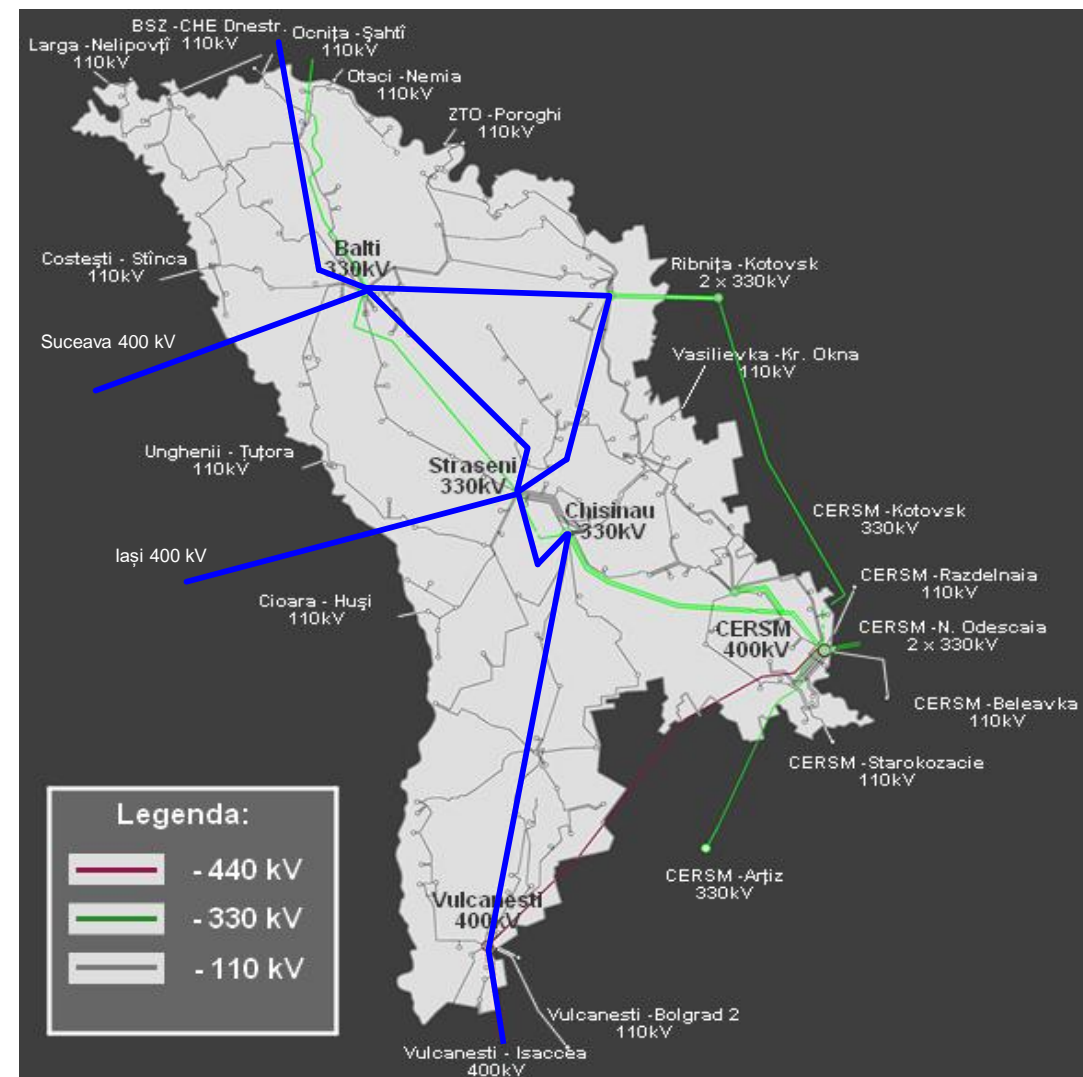 BSZ -CHE Dnestr.
110kV
Ocnița -Șahtî
110kV
Larga -Nelipovțî
110kV
Otaci -Nemia
110kV
ZTO -Poroghi
110kV
Balti
330kV
Costești - Stînca
110kV
Ribnița -Kotovsk
2 x 330kV
Suceava 400 kV
Vasilievka -Kr. Okna
110kV
Unghenii - Țuțora
110kV
Straseni
330kV
Chisinau
330kV
CERSM -Kotovsk
330kV
Iași 400 kV
CERSM -Razdelnaia
110kV
Cioara - Huși
110kV
CERSM
400kV
CERSM -N. Odescaia
2 x 330kV
CERSM -Beleavka
110kV
CERSM -Starokozacie
110kV
Legenda:
- 440 kV
- 330 kV
- 110 kV
CERSM -Arțiz
330kV
Vulcanesti
400kV
Vulcanesti -Bolgrad 2
110kV
Vulcanesti - Isaccea
400kV